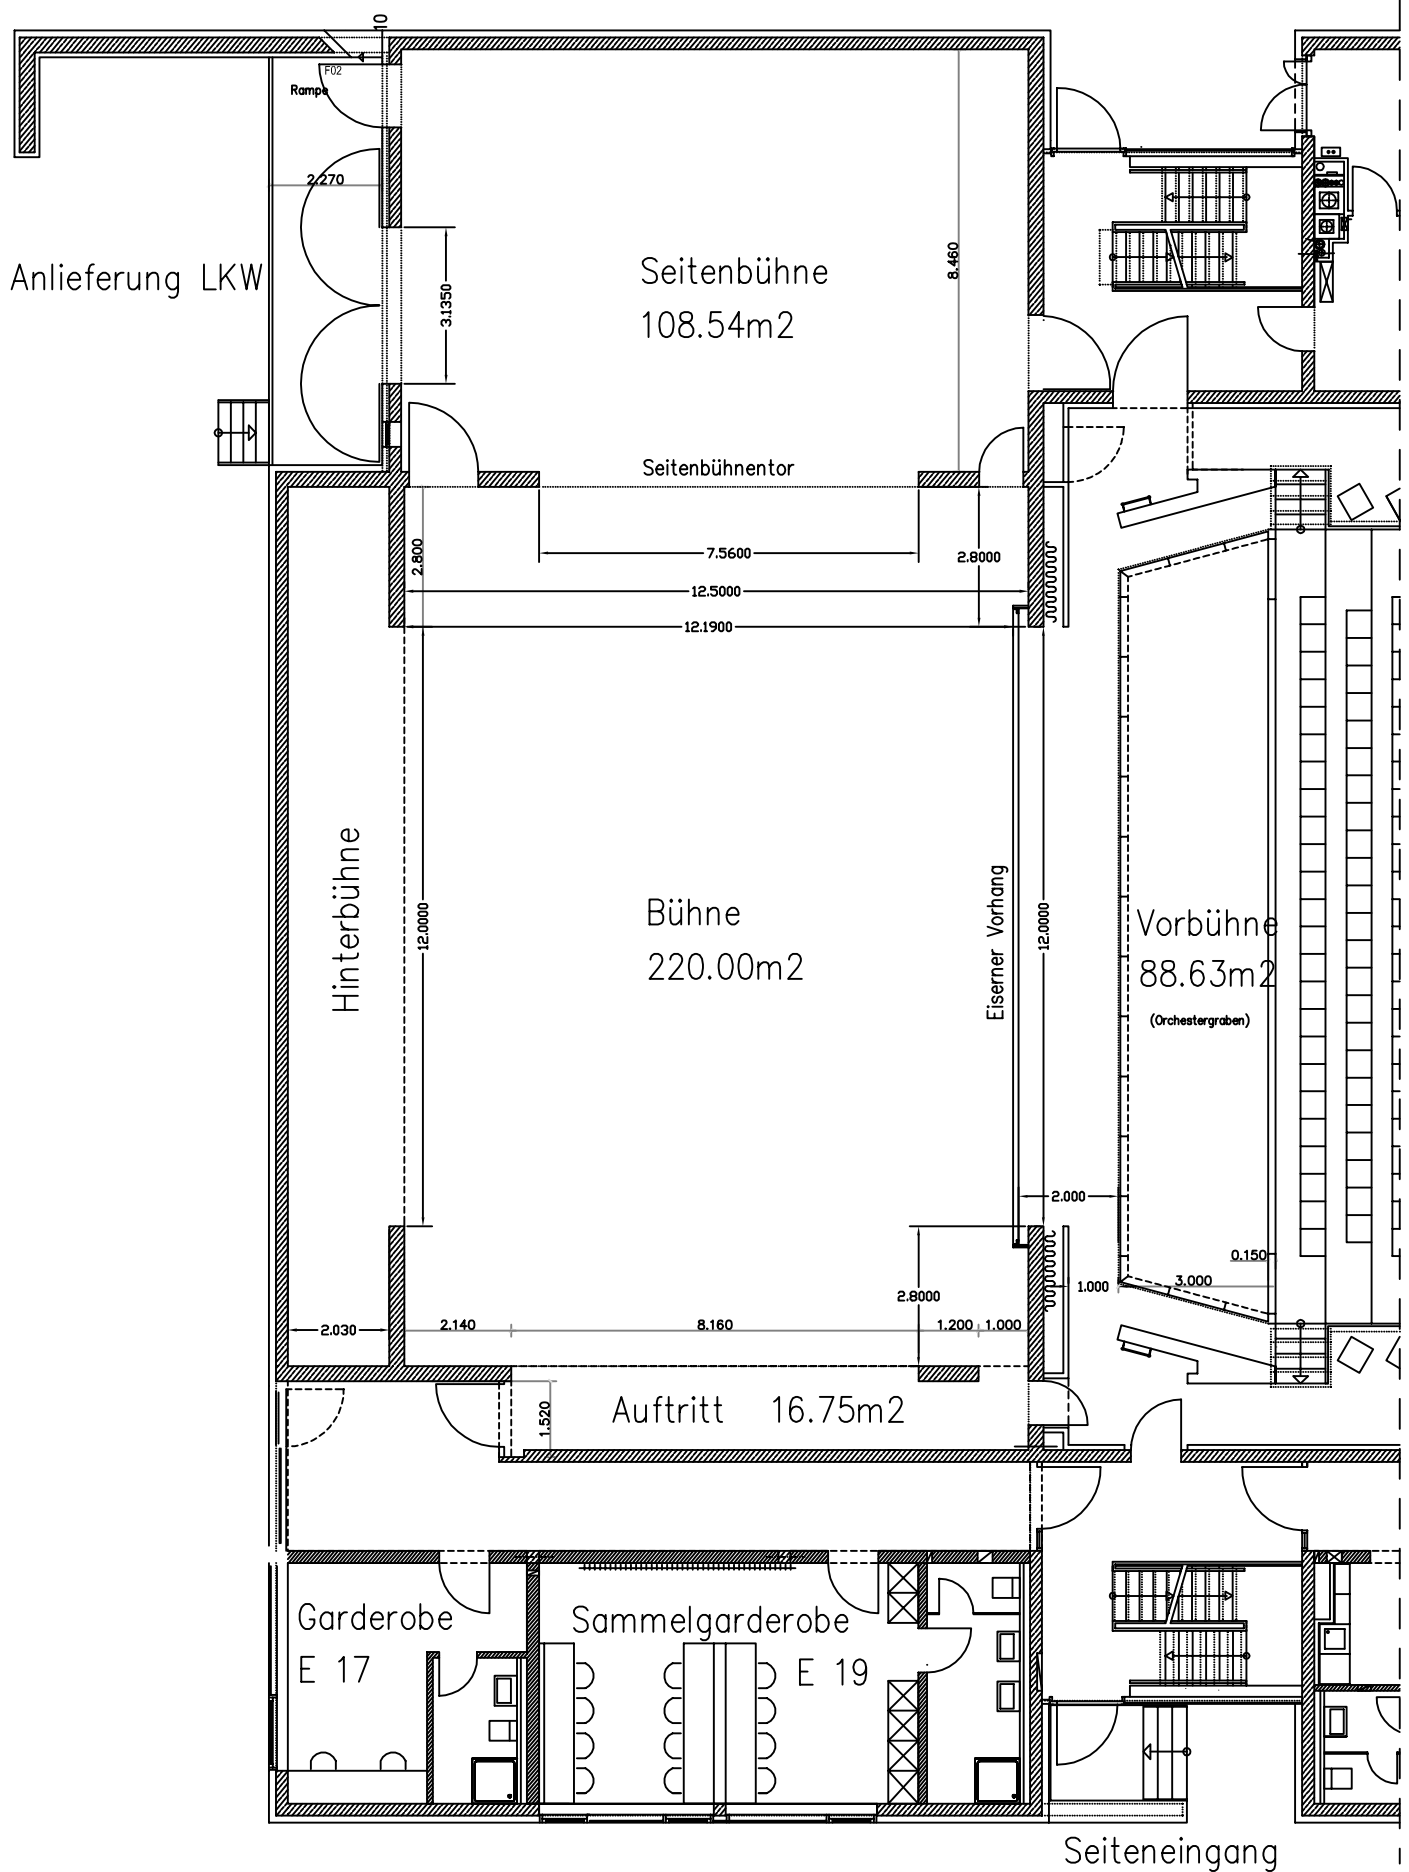 10
F02
Rampe
2.270
Anlieferung LKW
3.1350
Seitenbühne
108.54m2
8.460
Seitenbühnentor
2.800
7.5600
2.8000
12.5000
12.1900
Hinterbühne
12.0000
Bühne
220.00m2
Eiserner Vorhang
12.0000
Vorbühne
88.63m2
(Orchestergraben)
2.000
0.150
1.000
3.000
2.8000
2.030
2.140
8.160
1.200
1.000
1.520
Auftritt 16.75m2
Garderobe
E 17
Sammelgarderobe
E 19
Seiteneingang